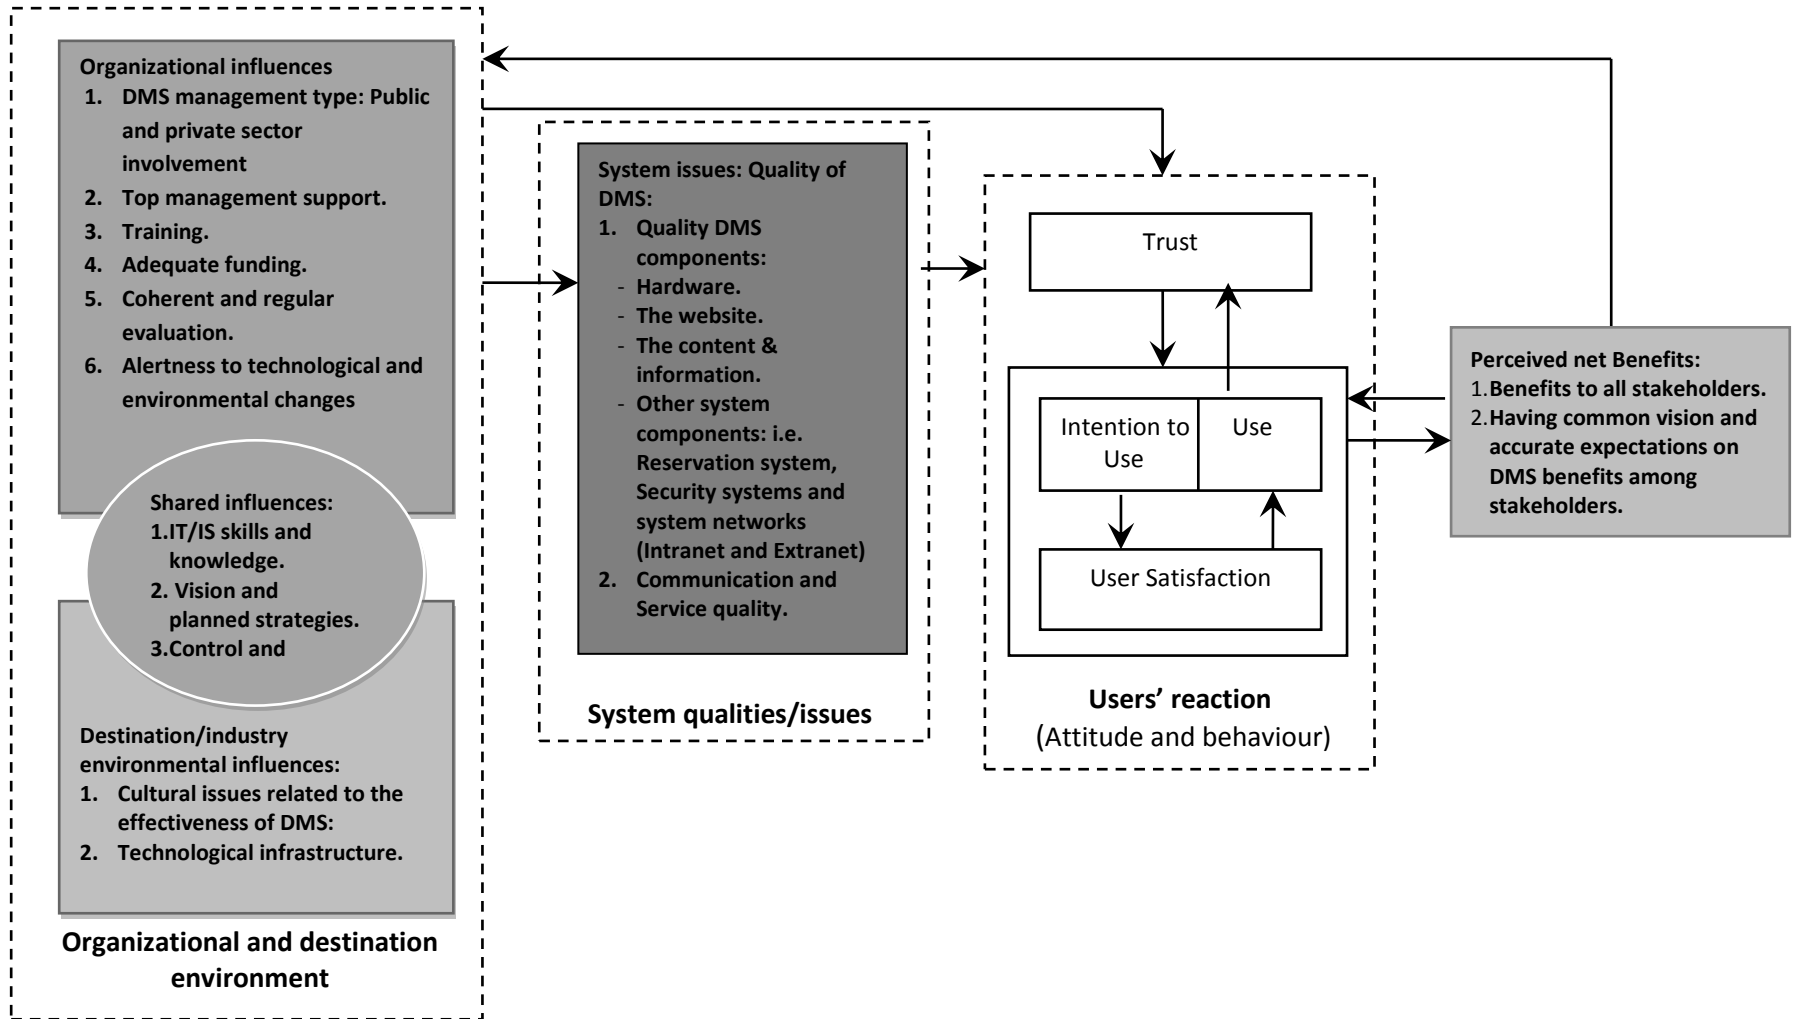 Organizational influences
1. DMS management type: Public
and private sector
involvement
2. Top management support.
3. Training.
4. Adequate funding.
5. Coherent and regular
evaluation.
6. Alertness to technological and
environmental changes
Shared influences:
1.IT/IS skills and
knowledge.
2. Vision and
planned strategies.
3.Control and
Destination/industry
environmental influences:
1. Cultural issues related to the
effectiveness of DMS:
2. Technological infrastructure.
Organizational and destination
environment
System issues: Quality of
DMS:
1. Quality DMS
components:
- Hardware.
- The website.
- The content &
information.
- Other system
components: i.e.
Reservation system,
Security systems and
system networks
(Intranet and Extranet)
2. Communication and
Service quality.
System qualities/issues
Trust
Intention to
Use
Use
User Satisfaction
Users’ reaction
(Attitude and behaviour)
Perceived net Benefits:
1.Benefits to all stakeholders.
2.Having common vision and
accurate expectations on
DMS benefits among
stakeholders.